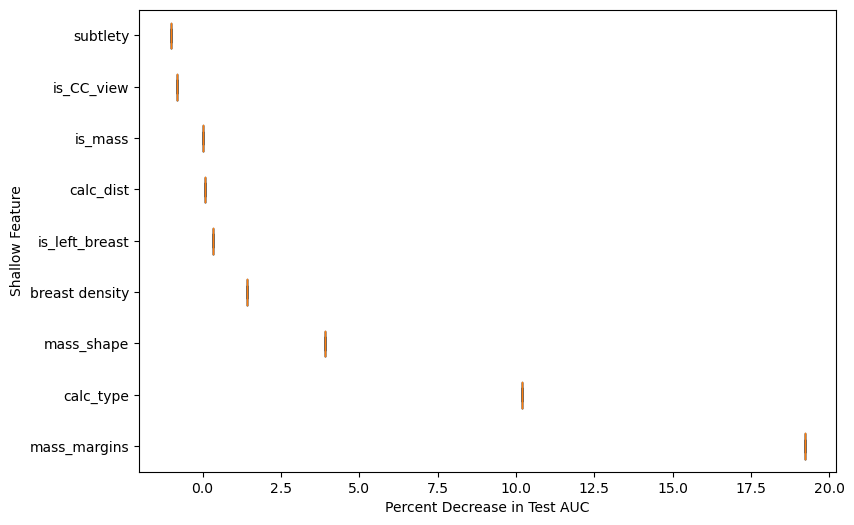 subtlety
is_CC_view
is_mass
calc_dist
is_left_breast
breast density
mass_shape
calc_type
mass_margins
Shallow Feature
0.0 2.5 5.0 7.5 10.0 12.5 15.0 17.5 20.0
Percent Decrease in Test AUC